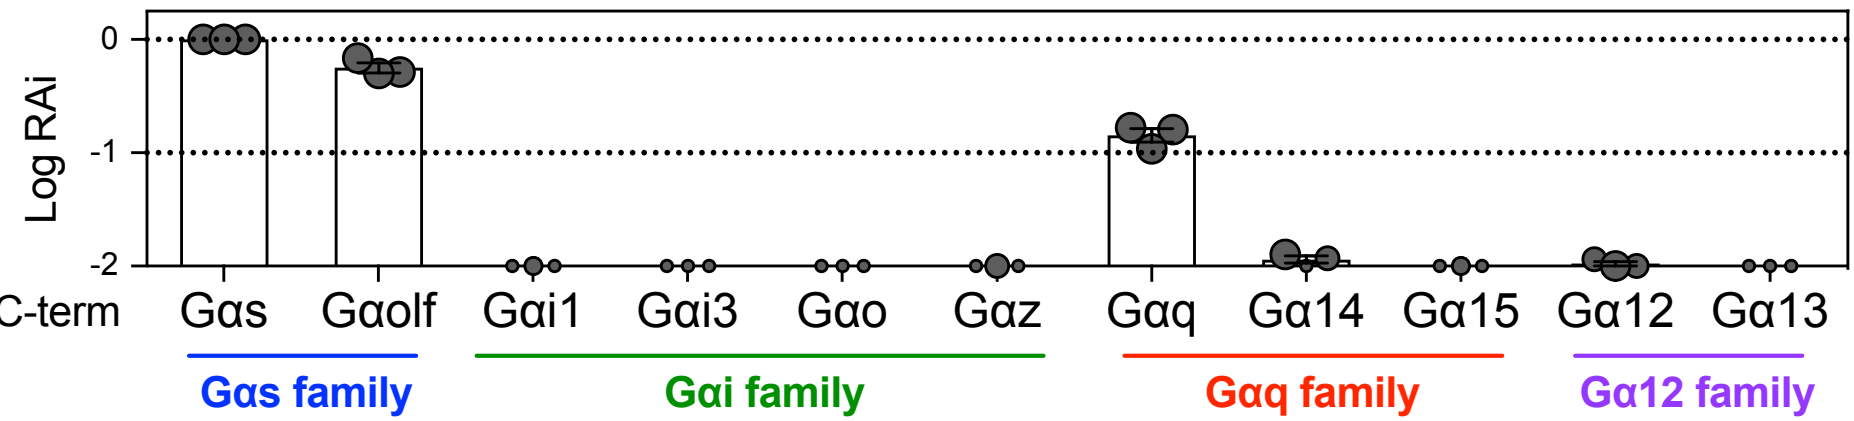 Log RAi
0
-1
-2
C-term Gαs Gαolf Gαi1 Gαi3 Gαo Gαz Gαq Gα14 Gα15 Gα12 Gα13
Gαs family Gαi family Gαq family Gα12 family